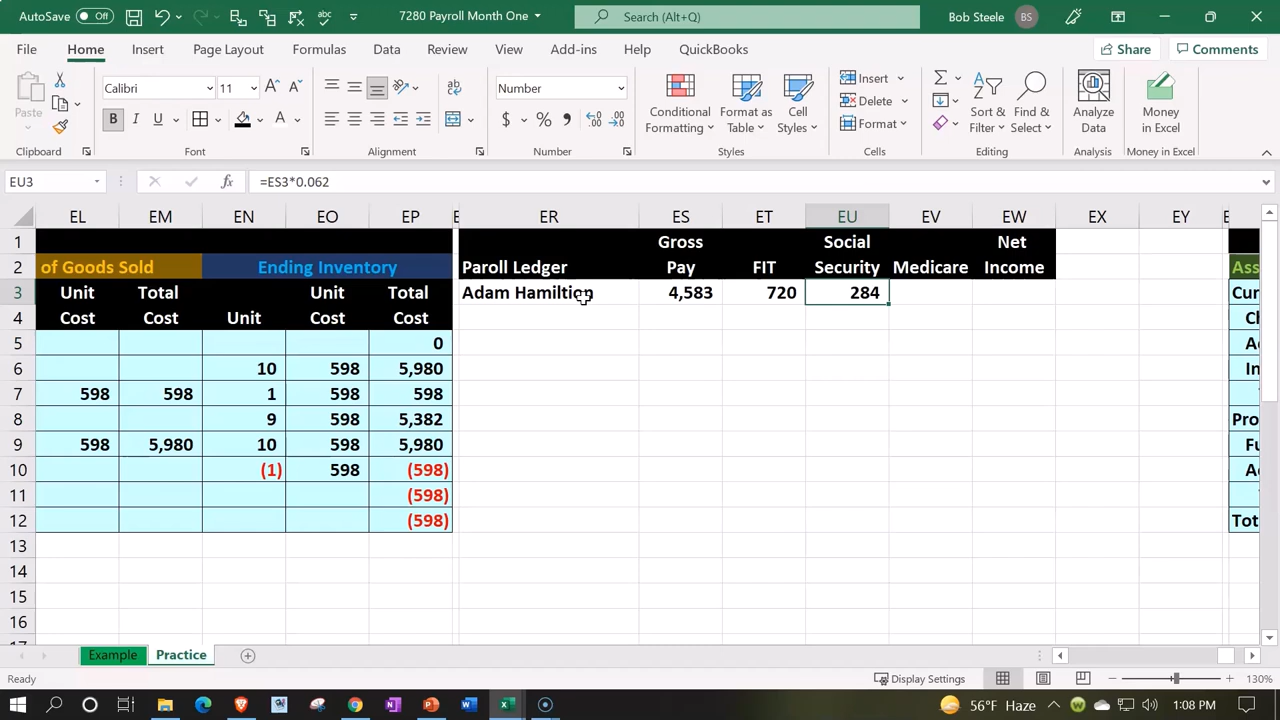 AutoSave Off 7280 Payroll Month One Search (Alt+Q) Bob Steele BS
File Home Insert Page Layout Formulas Data Review View Add-ins Help QuickBooks Share Comments
Paste Calibri 11 Number Conditional Formatting Format as Table Cell Styles Insert Delete Format Sort & Filter Find & Select Analyze Data Money in Excel
Clipboard Font Alignment Number Styles Cells Editing Analysis Money in Excel
EU3 =ES3*0.062
EL EM EN EO EP E ER ES ET EU EV EW EX EY E
1 Gross Social Net
2 of Goods Sold Ending Inventory Paroll Ledger Pay FIT Security Medicare Income Ass
3 Unit Total Unit Total Adam Hamiltion 4,583 720 284 Cur
4 Cost Cost Unit Cost Cost Cl
5 0 Ac
6 10 598 5,980 In
7 598 598 1 598 598
8 9 598 5,382 Pro
9 598 5,980 10 598 5,980 Fu
10 (1) 598 (598) Ac
11 (598)
12 (598) Tot
13
14
15
16
Example Practice
Ready Display Settings 130%
56°F Haze 1:08 PM